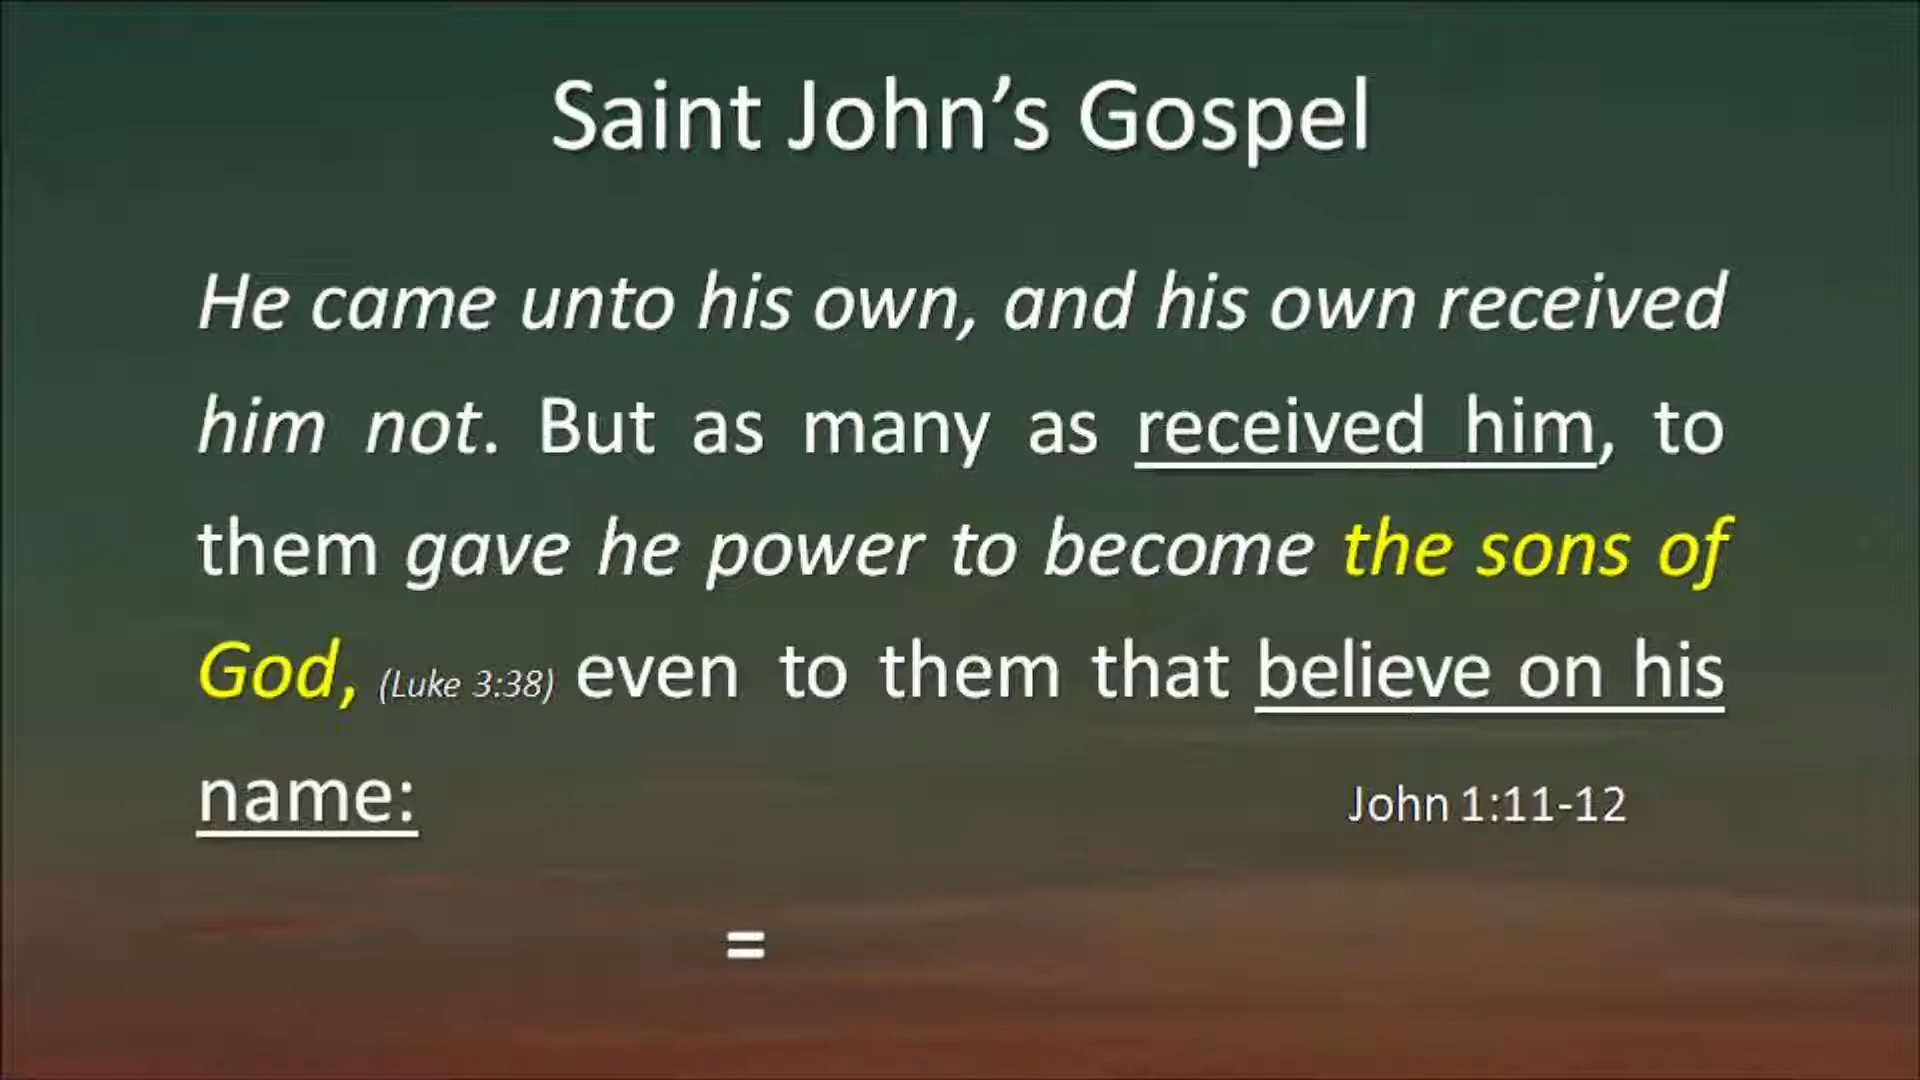 Saint John’s Gospel
He came unto his own, and his own received
him not. But as many as received him, to
them gave he power to become the sons of
God, (Luke 3:38) even to them that believe on his
name: John 1:11-12
=